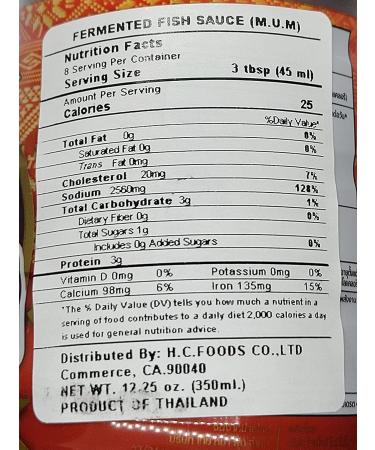 FERMENTED FISH SAUCE (M.U.M)
Nutrition Facts
8 Serving Per Container
Serving Size 3 tbsp (45 ml)
Amount Per Serving
Calories 25
%Daily Value*
Total Fat 0g 0%
Saturated Fat 0g 0%
Trans Fat 0mg
Cholesterol 20mg 7%
Sodium 2560mg 128%
Total Carbohydrate 3g 1%
Dietary Fiber 0g 0%
Total Sugars 1g
Includes 0g Added Sugars 0%
Protein 3g
Vitamin D 0mg 0% Potassium 0mg 0%
Calcium 98mg 6% Iron 135mg 15%
*The % Daily Value (DV) tells you how much a nutrient in a
serving of food contributes to a daily diet 2,000 calories a day
is used for general nutrition advice.
Distributed By: H.C.FOODS CO.,LTD
Commerce, CA.90040
NET WT. 12.25 oz. (350ml.)
PRODUCT OF THAILAND